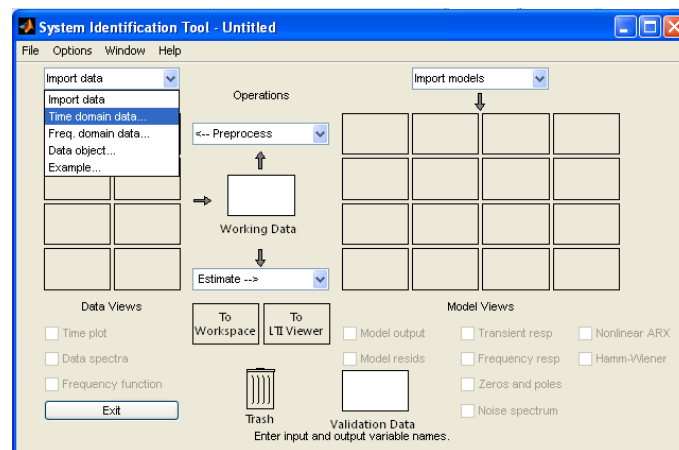 System Identification Tool - Untitled
File Options Window Help
Import data
Import data
Time domain data...
Freq. domain data...
Data object...
Example...
Operations
<-- Preprocess
Working Data
Estimate -->
Import models
Data Views
Time plot
Data spectra
Frequency function
Exit
To
Workspace
To
LTI Viewer
Trash
Model Views
Model output
Transient resp
Nonlinear ARX
Model resids
Frequency resp
Hamm-Wiener
Zeros and poles
Noise spectrum
Validation Data
Enter input and output variable names.